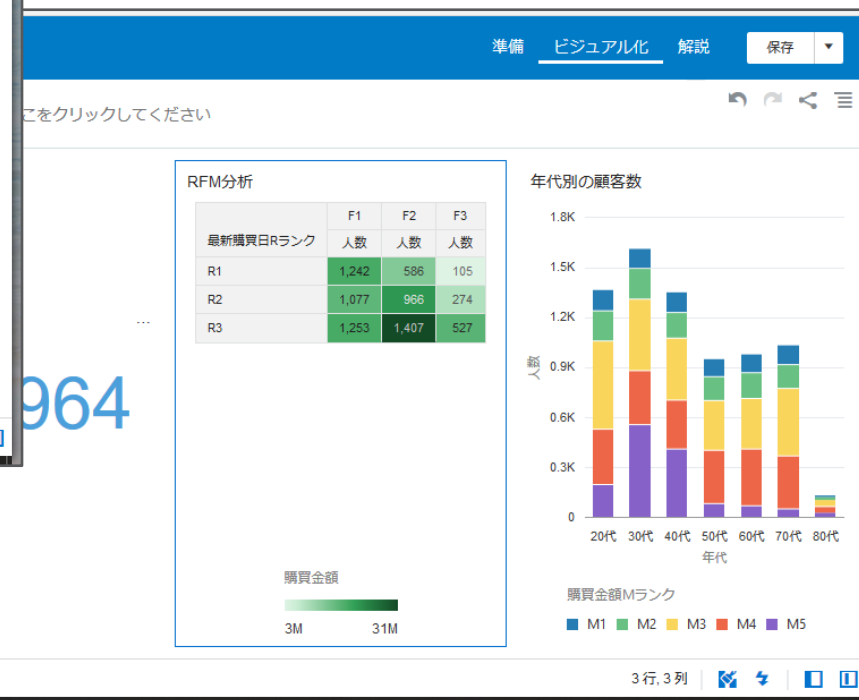 準備 ビジュアル化 解説 保存
こをクリックしてください
RFM分析
F1 F2 F3
最新購買日Rランク 人数 人数 人数
R1 1,242 586 105
R2 1,077 966 274
R3 1,253 1,407 527
...
964
購買金額
3M 31M
年代別の顧客数
1.8K
1.5K
1.2K
0.9K
0.6K
0.3K
0
人数
20代 30代 40代 50代 60代 70代 80代
年代
購買金額Mランク
M1 M2 M3 M4 M5
3 行, 3 列